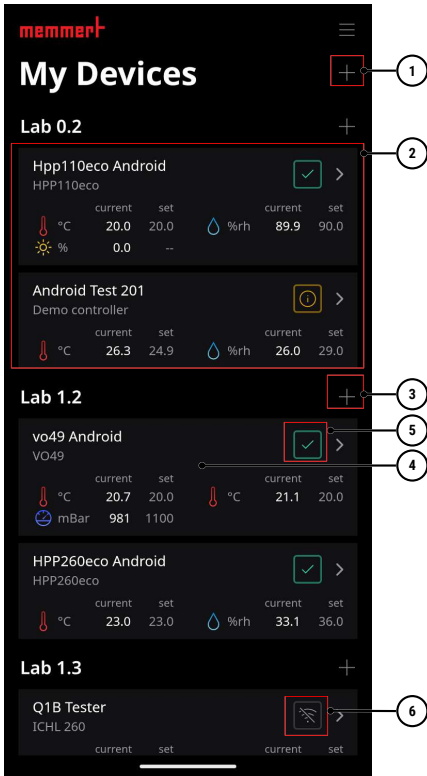 memmert
My Devices
1
Lab 0.2
2
Hpp110eco Android
HPP110eco
current set current set
°C 20.0 20.0 %rh 89.9 90.0
% 0.0 --
Android Test 201
Demo controller
current set current set
°C 26.3 24.9 %rh 26.0 29.0
Lab 1.2
3
vo49 Android
5
VO49
4
current set current set
°C 20.7 20.0 °C 21.1 20.0
mBar 981 1100
HPP260eco Android
HPP260eco
current set current set
°C 23.0 23.0 %rh 33.1 36.0
Lab 1.3
Q1B Tester
6
ICHL 260
current set current set